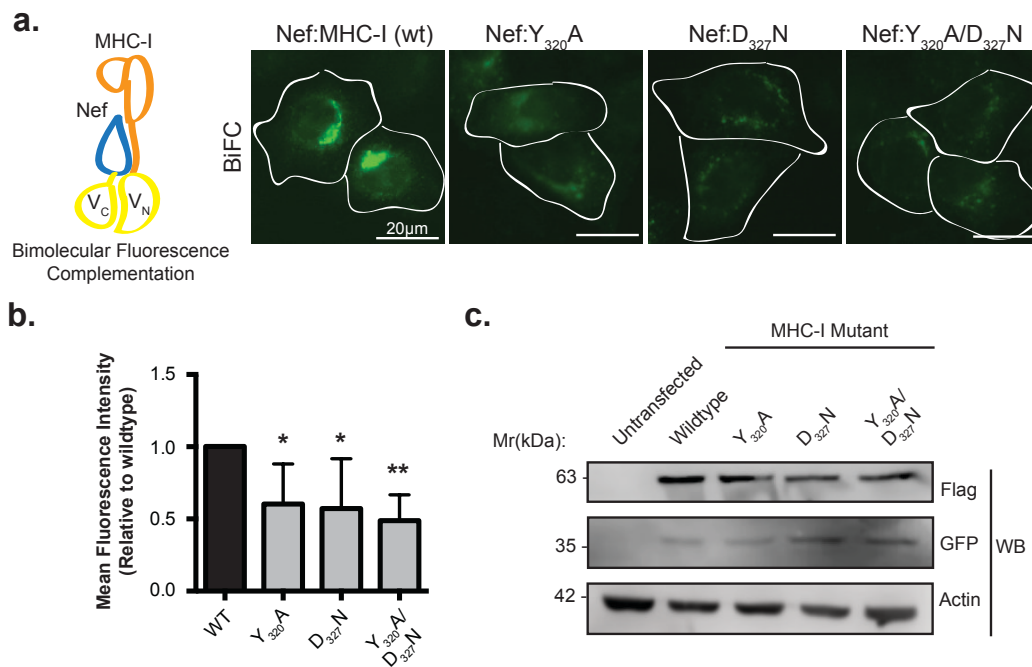 a.
MHC-I
Nef
V_C V_N
Bimolecular Fluorescence
Complementation
BiFC
Nef:MHC-I (wt)
Nef:Y₃₂₀A
Nef:D₃₂₇N
Nef:Y₃₂₀A/D₃₂₇N
20μm
b.
Mean Fluorescence Intensity
(Relative to wildtype)
1.5
1.0
0.5
0.0
*
*
**
WT
Y₃₂₀A
D₃₂₇N
Y₃₂₀A/
D₃₂₇N
c.
MHC-I Mutant
Mr(kDa):
Untransfected
Wildtype
Y₃₂₀A
D₃₂₇N
Y₃₂₀A/
D₃₂₇N
63 -
Flag
35 -
GFP
42 -
Actin
WB